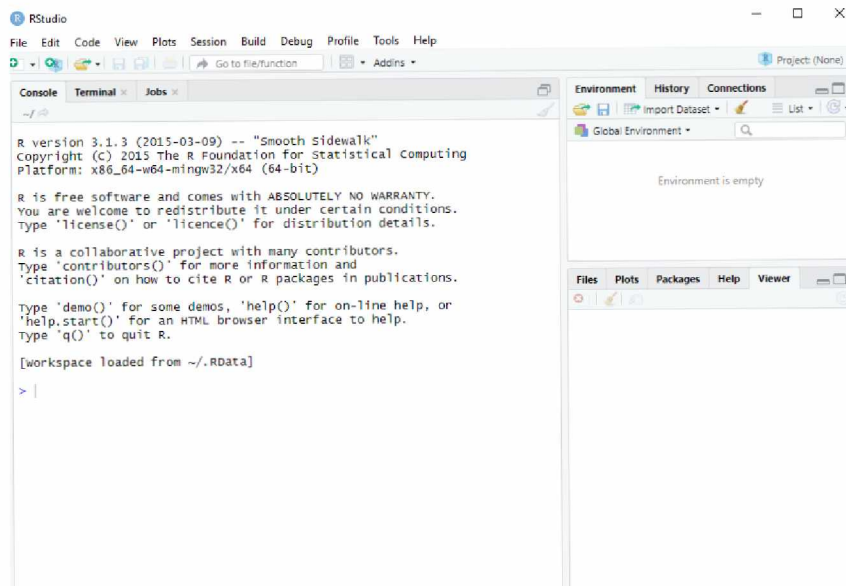 RStudio
File Edit Code View Plots Session Build Debug Profile Tools Help
Go to file/function Addins Project: (None)
Console Terminal Jobs
~/
R version 3.1.3 (2015-03-09) -- "Smooth Sidewalk"
Copyright (C) 2015 The R Foundation for Statistical Computing
Platform: x86_64-w64-mingw32/x64 (64-bit)
R is free software and comes with ABSOLUTELY NO WARRANTY.
You are welcome to redistribute it under certain conditions.
Type 'license()' or 'licence()' for distribution details.
R is a collaborative project with many contributors.
Type 'contributors()' for more information and
'citation()' on how to cite R or R packages in publications.
Type 'demo()' for some demos, 'help()' for on-line help, or
'help.start()' for an HTML browser interface to help.
Type 'q()' to quit R.
[Workspace loaded from ~/.RData]
>
Environment History Connections
Import Dataset List
Global Environment
Environment is empty
Files Plots Packages Help Viewer